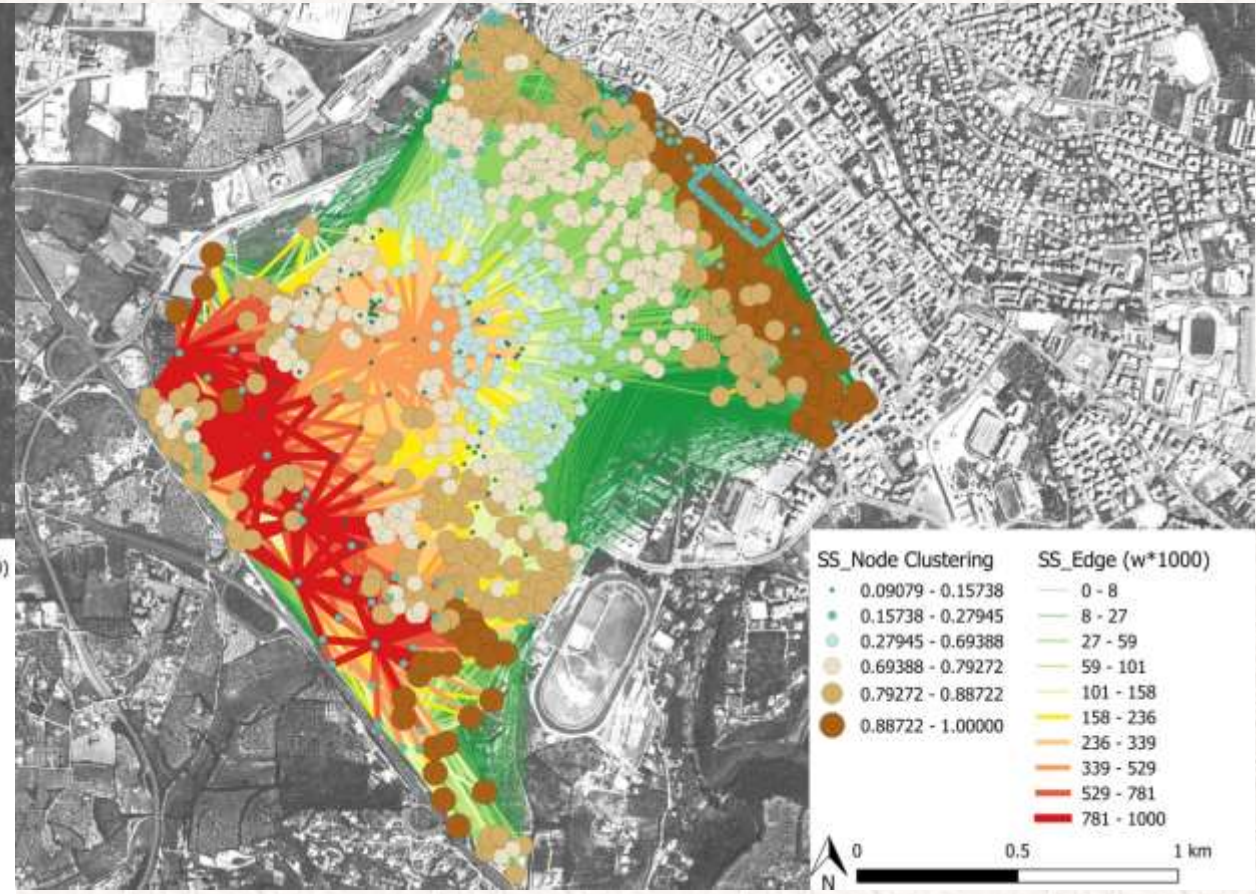 )
SS_Node Clustering
0.09079 - 0.15738
0.15738 - 0.27945
0.27945 - 0.69388
0.69388 - 0.79272
0.79272 - 0.88722
0.88722 - 1.00000
SS_Edge (w*1000)
0 - 8
8 - 27
27 - 59
59 - 101
101 - 158
158 - 236
236 - 339
339 - 529
529 - 781
781 - 1000
N
0 0.5 1 km